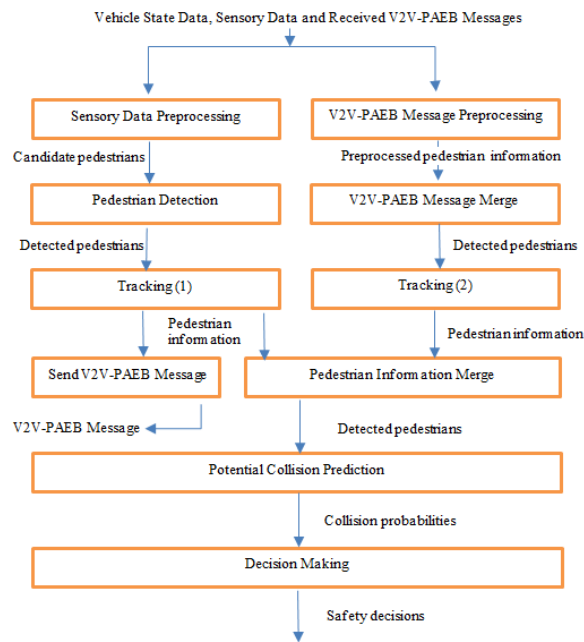 Vehicle State Data, Sensory Data and Received V2V-PAEB Messages
Sensory Data Preprocessing
V2V-PAEB Message Preprocessing
Candidate pedestrians
Preprocessed pedestrian information
Pedestrian Detection
V2V-PAEB Message Merge
Detected pedestrians
Detected pedestrians
Tracking (1)
Tracking (2)
Pedestrian
information
Pedestrian information
Send V2V-PAEB Message
Pedestrian Information Merge
V2V-PAEB Message
Detected pedestrians
Potential Collision Prediction
Collision probabilities
Decision Making
Safety decisions